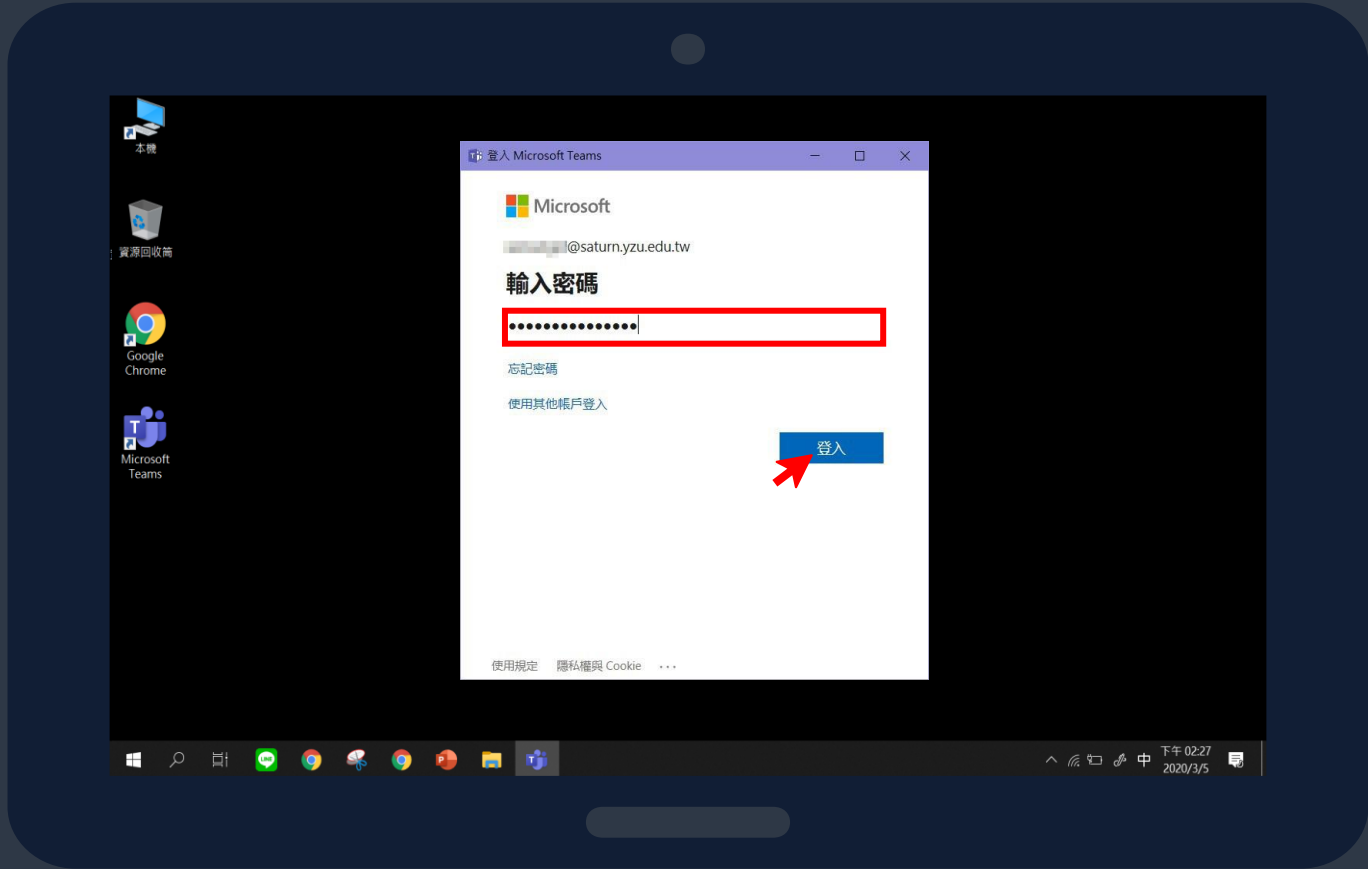 本機
資源回收筒
Google
Chrome
Microsoft
Teams
登入 Microsoft Teams
Microsoft
@saturn.yzu.edu.tw
輸入密碼
忘記密碼
使用其他帳戶登入
登入
使用規定 隱私權與 Cookie ...
中
下午 02:27
2020/3/5